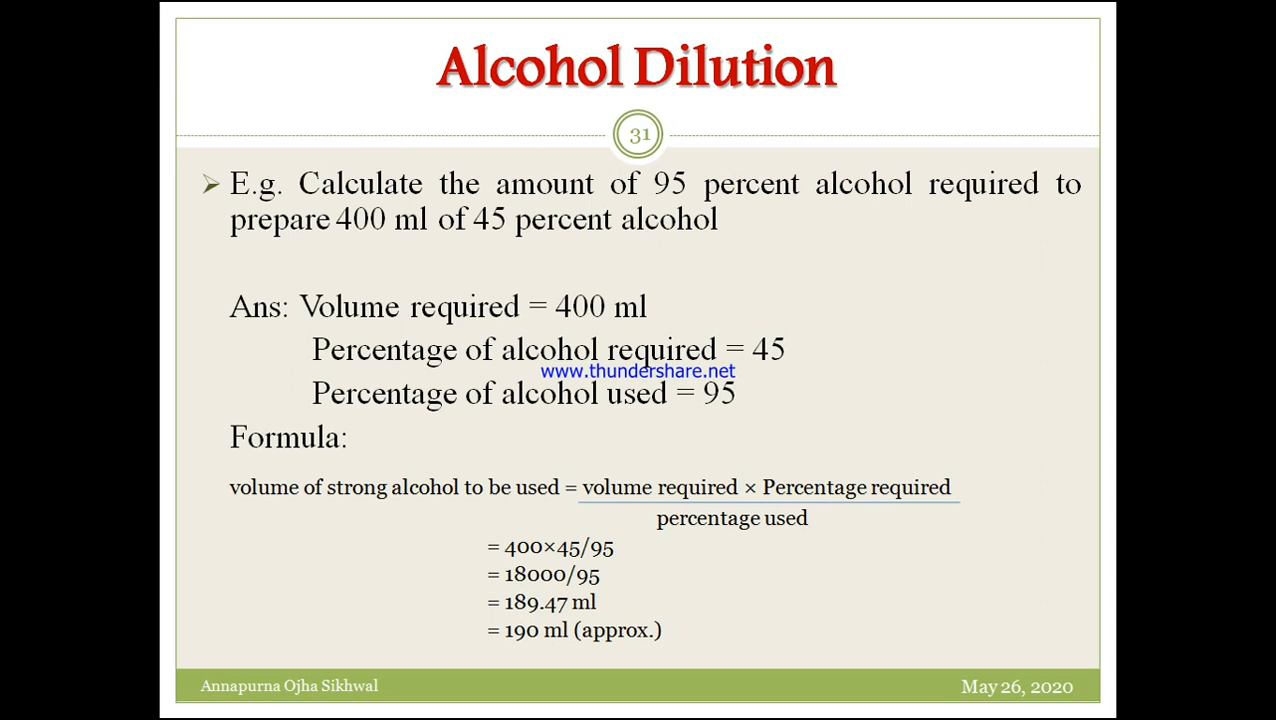 Alcohol Dilution
31
➢ E.g. Calculate the amount of 95 percent alcohol required to
prepare 400 ml of 45 percent alcohol
Ans: Volume required = 400 ml
Percentage of alcohol required = 45
www.thundershare.net
Percentage of alcohol used = 95
Formula:
volume of strong alcohol to be used = volume required × Percentage required
percentage used
= 400×45/95
= 18000/95
= 189.47 ml
= 190 ml (approx.)
Annapurna Ojha Sikhwal
May 26, 2020